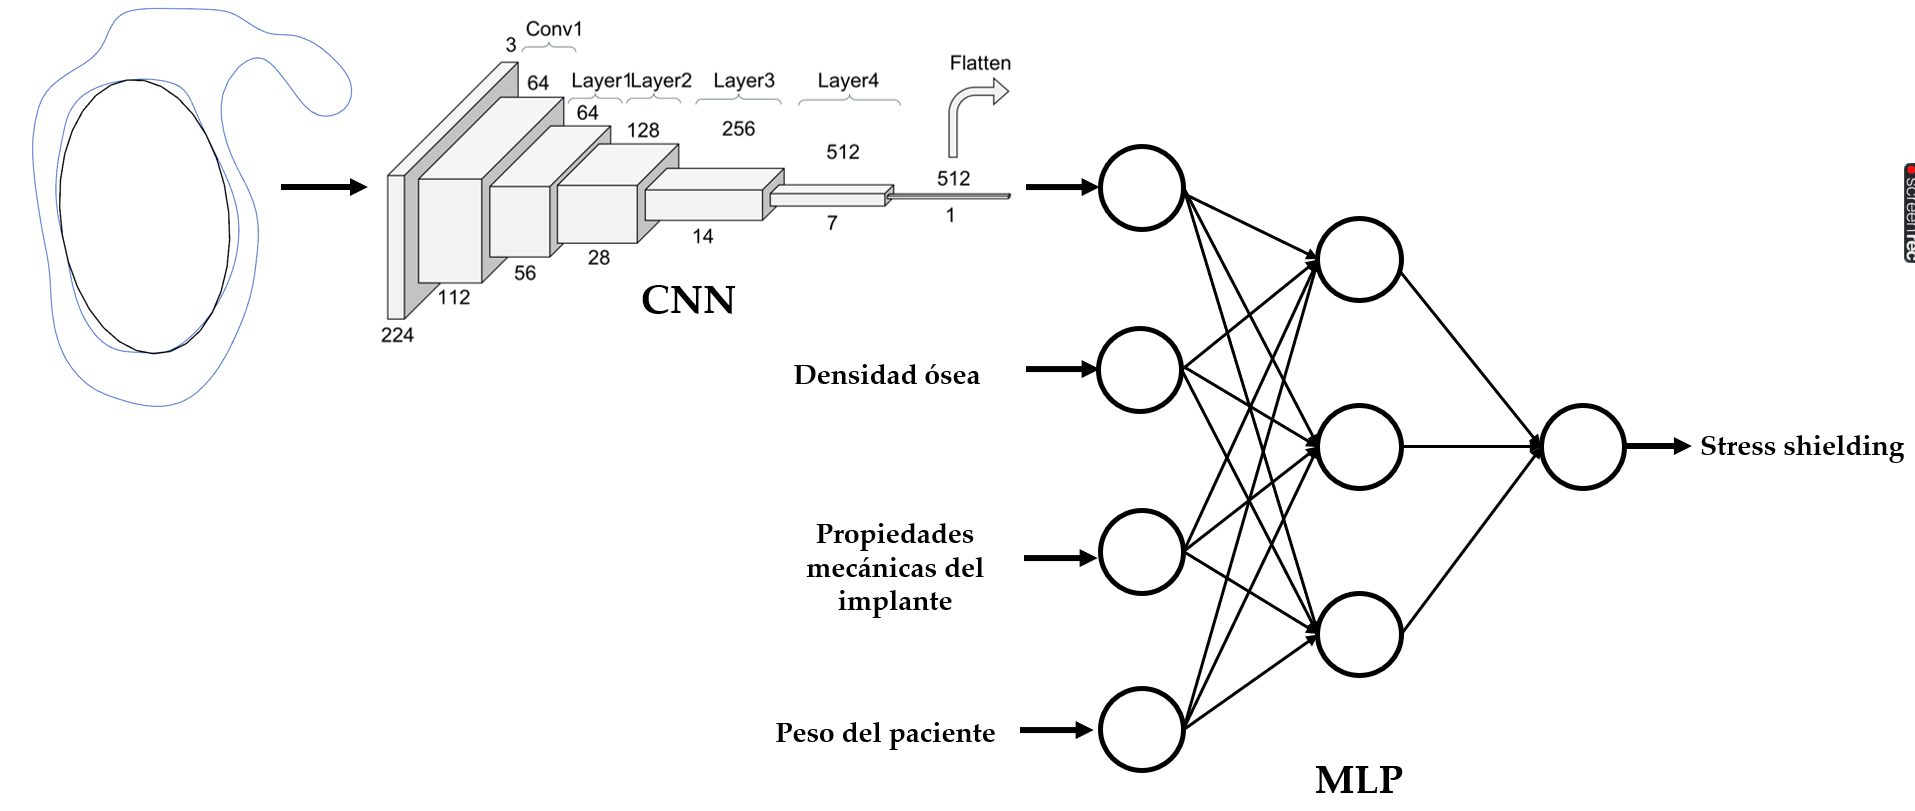 Conv1
3
64
Layer1
Layer2
Layer3
Layer4
Flatten
64
128
256
512
512
1
7
14
28
56
112
224
CNN
Densidad ósea
Propiedades
mecánicas del
implante
Peso del paciente
Stress shielding
MLP
screenrec